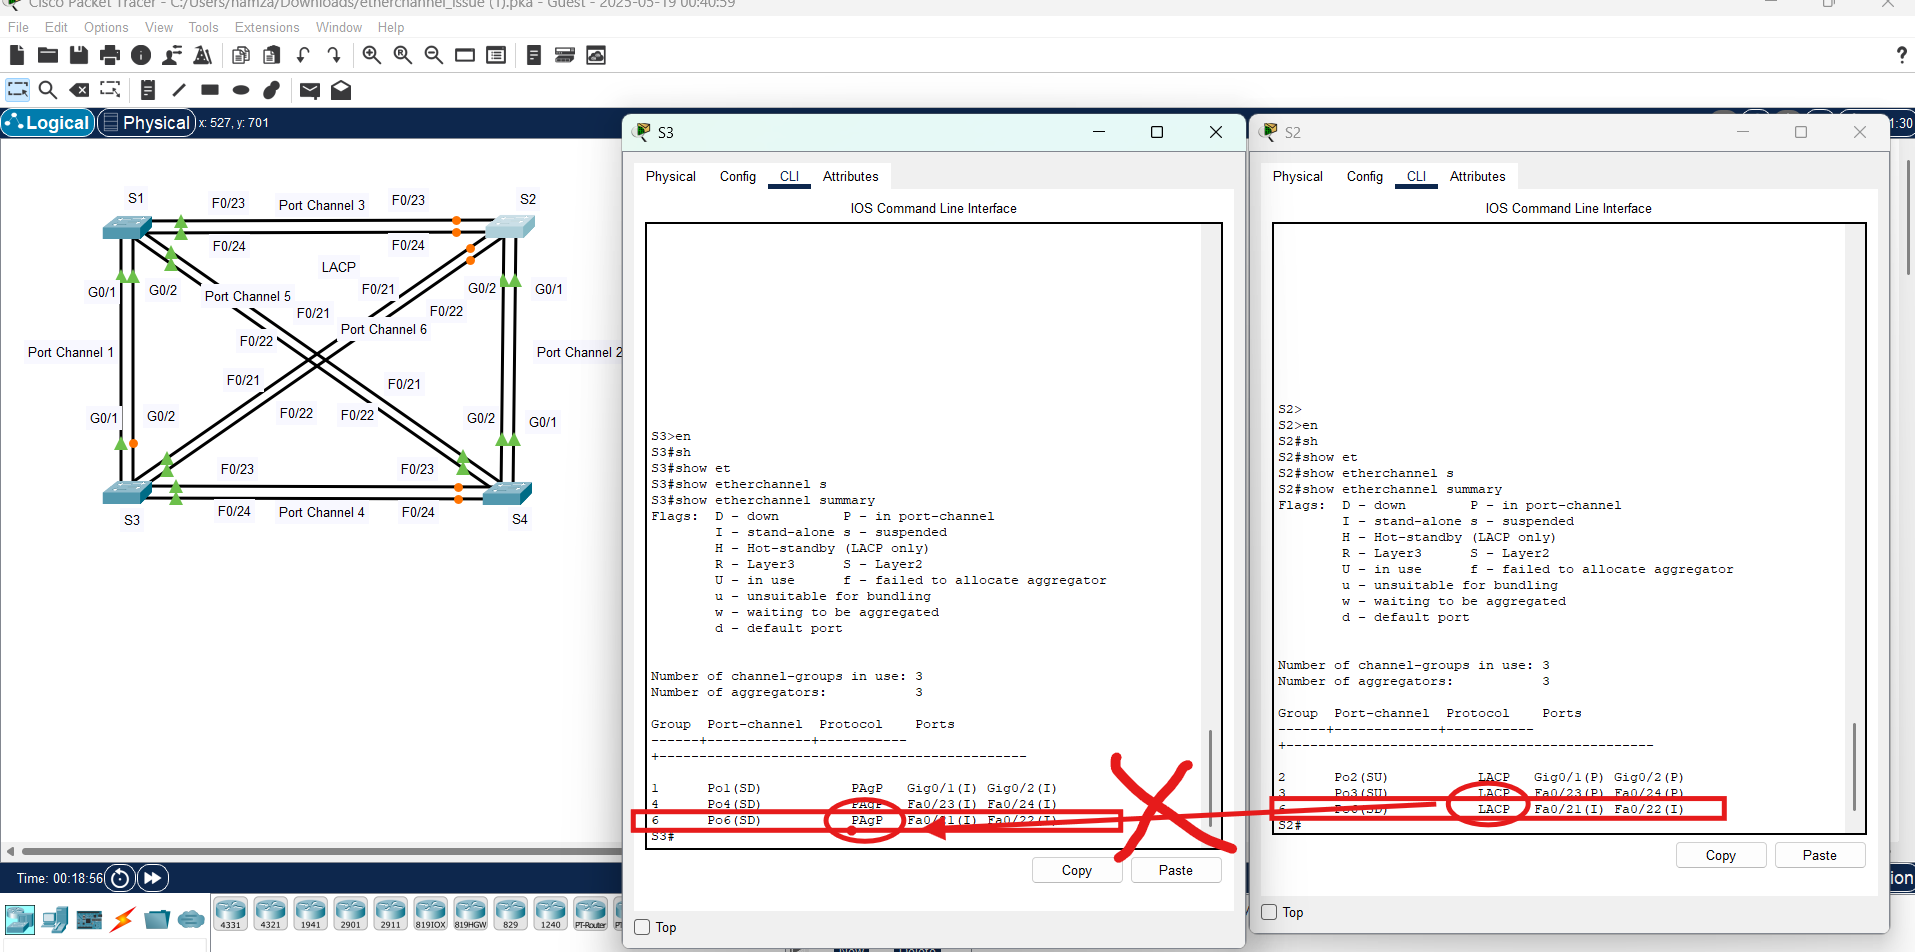 Cisco Packet Tracer - C:/Users/hamza/Downloads/etherchannel_issue (1).pka - Guest - 2025-05-19 00:40:59
File Edit Options View Tools Extensions Window Help
?
Logical Physical x: 527, y: 701
1:30
S1
F0/23
Port Channel 3
F0/23
S2
F0/24
F0/24
LACP
G0/1
G0/2
Port Channel 5
F0/21
G0/2
G0/1
F0/21
F0/22
Port Channel 6
F0/22
Port Channel 1
Port Channel 2
F0/21
F0/21
G0/1
G0/2
F0/22
F0/22
G0/2
G0/1
F0/23
F0/23
F0/24
Port Channel 4
F0/24
S3
S4
Time: 00:18:56
4331 4321 1941 2901 2911 819IOX 819HGW 829 1240 PT-Router
S3
Physical Config CLI Attributes
IOS Command Line Interface
S3>en
S3#sh
S3#show et
S3#show etherchannel s
S3#show etherchannel summary
Flags:  D - down        P - in port-channel
I - stand-alone s - suspended
H - Hot-standby (LACP only)
R - Layer3      S - Layer2
U - in use      f - failed to allocate aggregator
u - unsuitable for bundling
w - waiting to be aggregated
d - default port
Number of channel-groups in use: 3
Number of aggregators:           3
Group  Port-channel  Protocol    Ports
------+-------------+-----------
+----------------------------------------------
1      Po1(SD)           PAgP   Gig0/1(I) Gig0/2(I)
4      Po4(SD)           PAgP   Fa0/23(I) Fa0/24(I)
6      Po6(SD)           PAgP   Fa0/21(I) Fa0/22(I)
S3#
Copy Paste
Top
S2
Physical Config CLI Attributes
IOS Command Line Interface
S2>
S2>en
S2#sh
S2#show et
S2#show etherchannel s
S2#show etherchannel summary
Flags:  D - down        P - in port-channel
I - stand-alone s - suspended
H - Hot-standby (LACP only)
R - Layer3      S - Layer2
U - in use      f - failed to allocate aggregator
u - unsuitable for bundling
w - waiting to be aggregated
d - default port
Number of channel-groups in use: 3
Number of aggregators:           3
Group  Port-channel  Protocol    Ports
------+-------------+-----------
+----------------------------------------------
2      Po2(SU)           LACP   Gig0/1(P) Gig0/2(P)
3      Po3(SU)           LACP   Fa0/23(P) Fa0/24(P)
6      Po6(SD)           LACP   Fa0/21(I) Fa0/22(I)
S2#
Copy Paste
Top
ion
New Delete